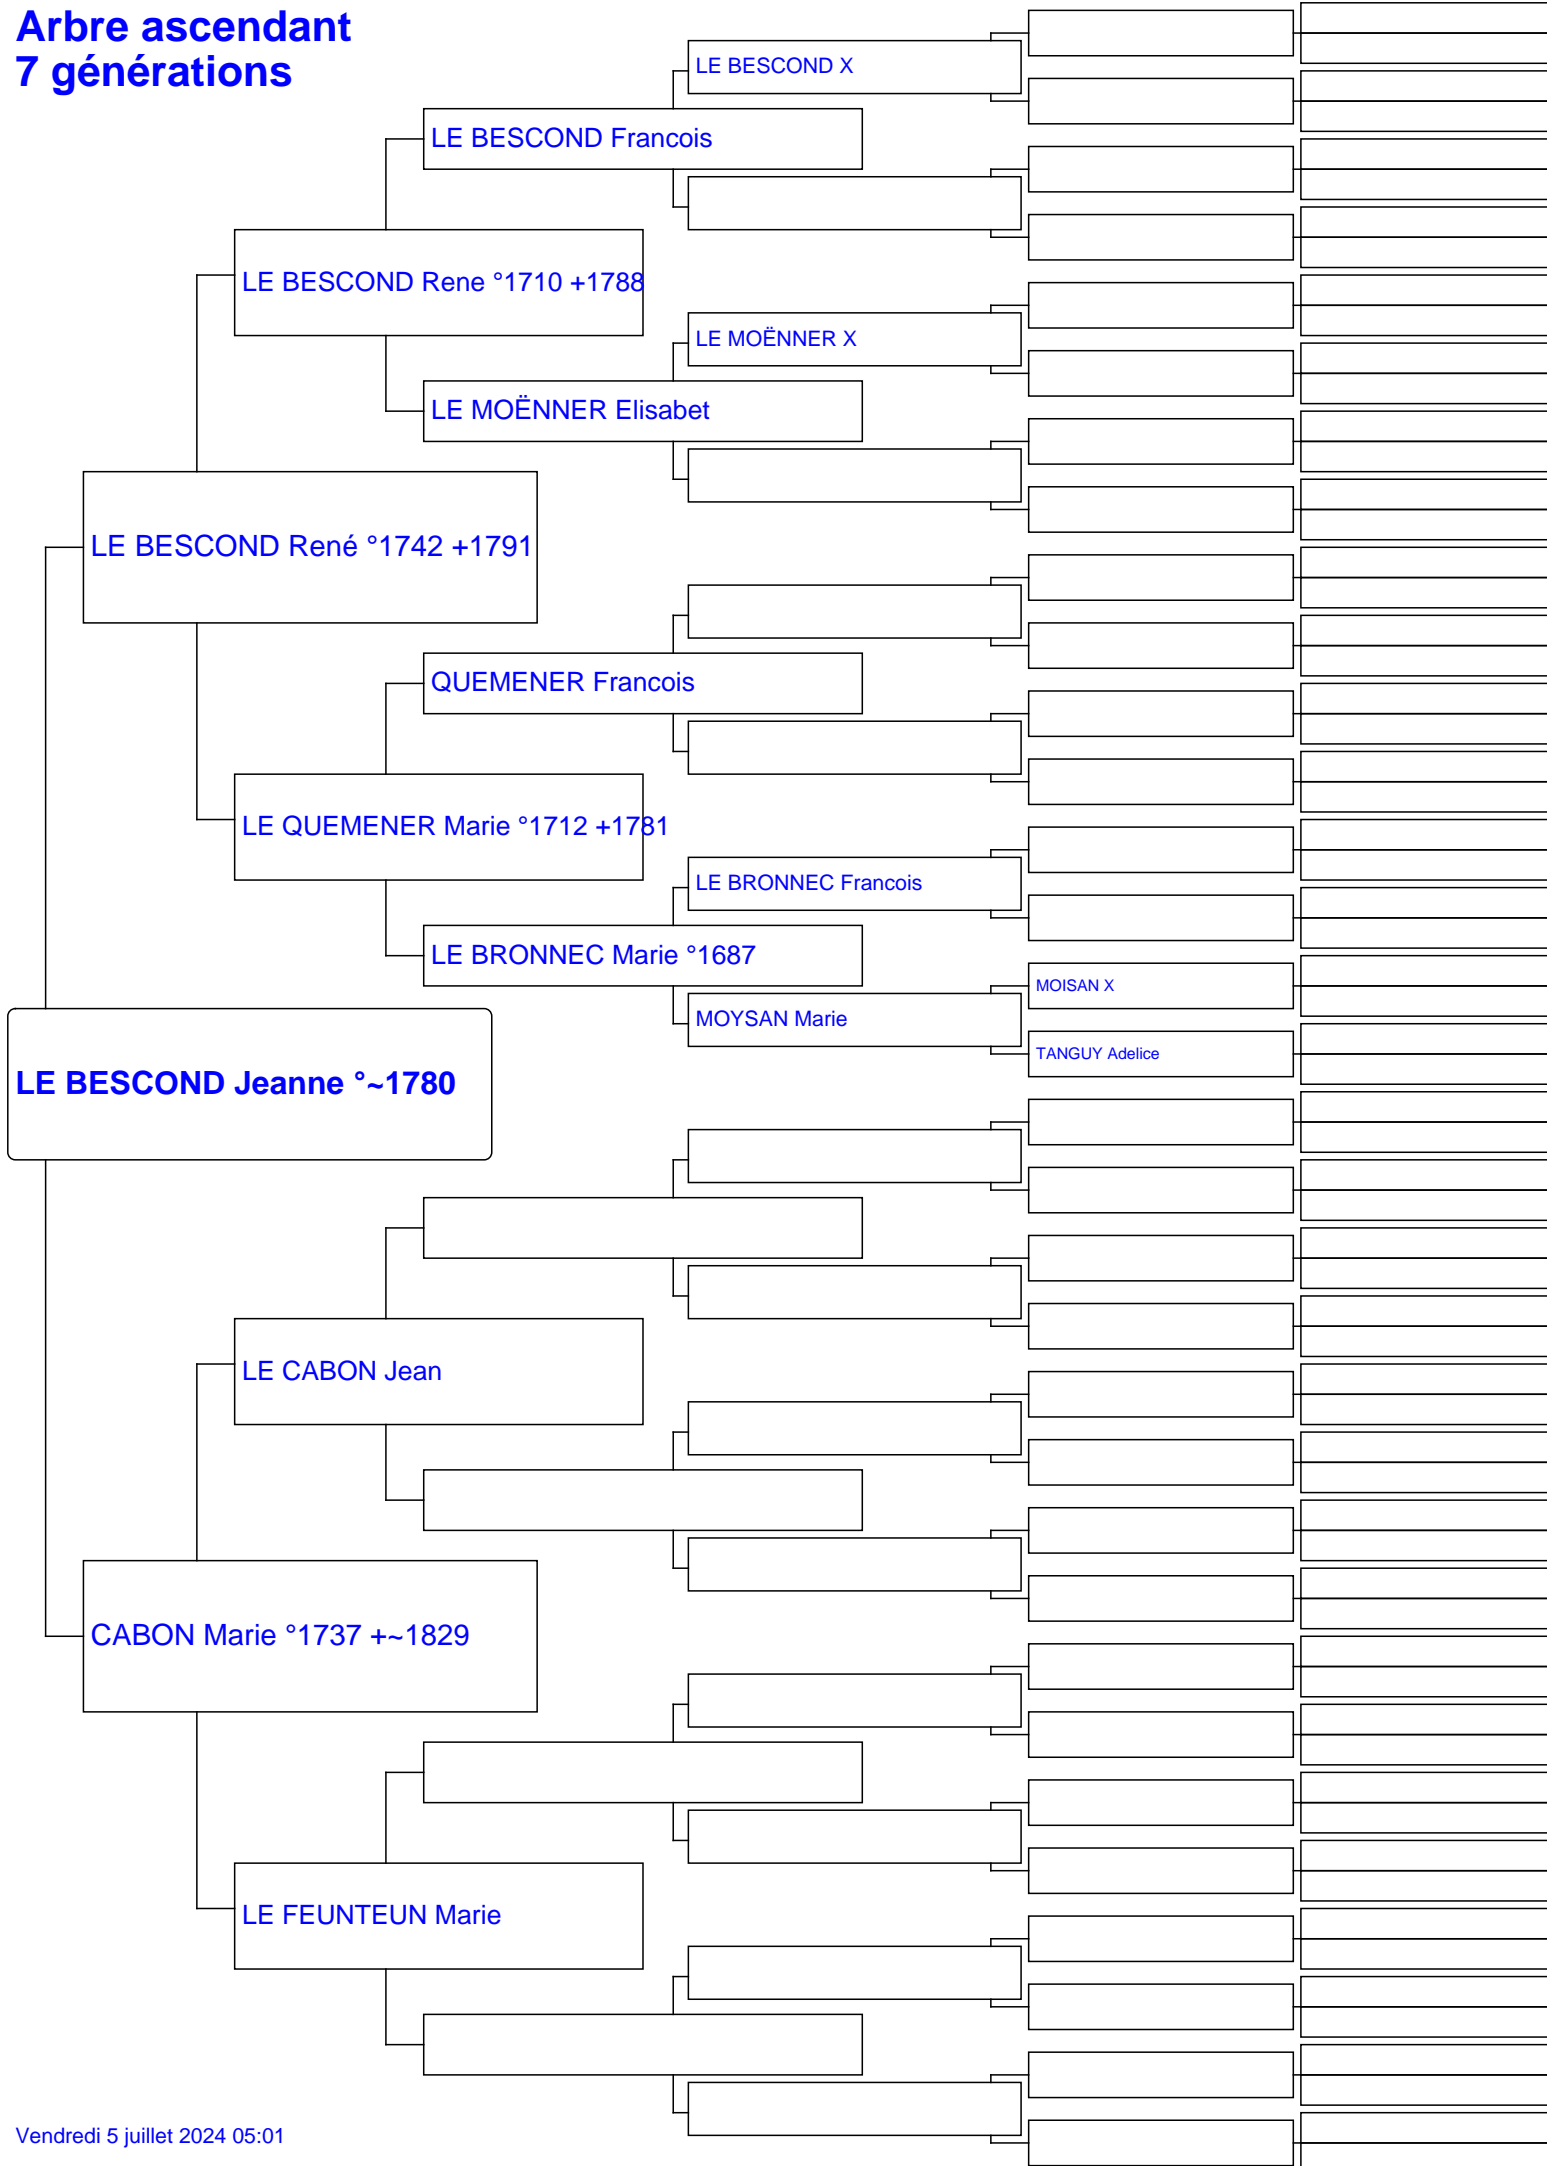 Arbre ascendant
7 générations
LE BESCOND X
LE BESCOND Francois
LE BESCOND Rene °1710 +1788
LE MOËNNER X
LE MOËNNER Elisabet
LE BESCOND René °1742 +1791
QUEMENER Francois
LE QUEMENER Marie °1712 +1781
LE BRONNEC Francois
LE BRONNEC Marie °1687
MOISAN X
MOYSAN Marie
TANGUY Adelice
LE BESCOND Jeanne °~1780
LE CABON Jean
CABON Marie °1737 +~1829
LE FEUNTEUN Marie
Vendredi 5 juillet 2024 05:01